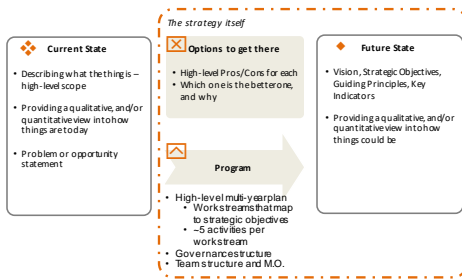 The strategy itself
Current State
• Describing what the thing is –
high-level scope
• Providing a qualitative, and/or
quantitative view into how
things are today
• Problem or opportunity
statement
Options to get there
• High-level Pros/Cons for each
• Which one is the better one,
and why
Program
• High-level multi-year plan
• Workstreams that map
to strategic objectives
• ~5 activities per
workstream
• Governance structure
• Team structure and M.O.
Future State
• Vision, Strategic Objectives,
Guiding Principles, Key
Indicators
• Providing a qualitative, and/or
quantitative view into how
things could be